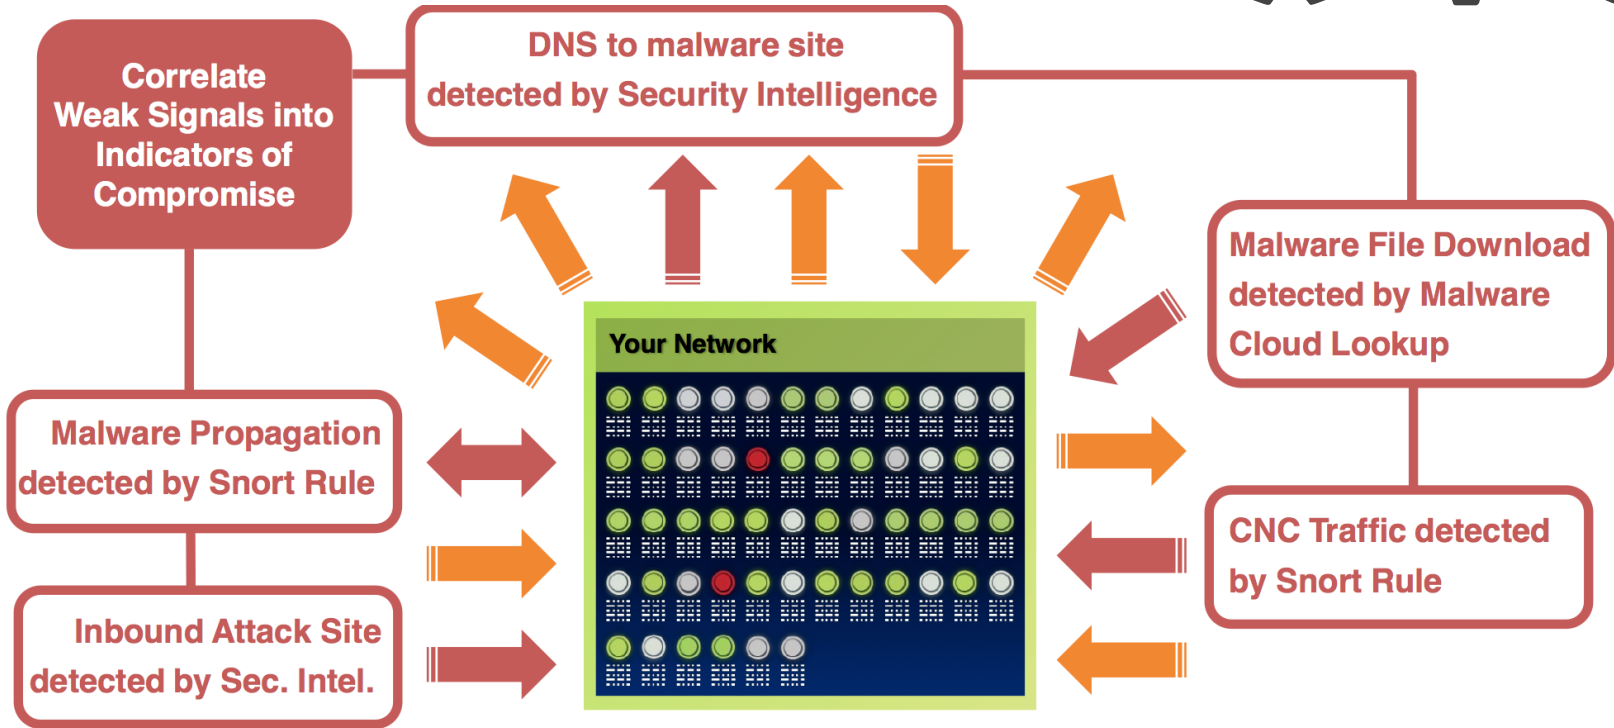 Correlate
Weak Signals into
Indicators of
Compromise
DNS to malware site
detected by Security Intelligence
Malware File Download
detected by Malware
Cloud Lookup
Your Network
Malware Propagation
detected by Snort Rule
CNC Traffic detected
by Snort Rule
Inbound Attack Site
detected by Sec. Intel.